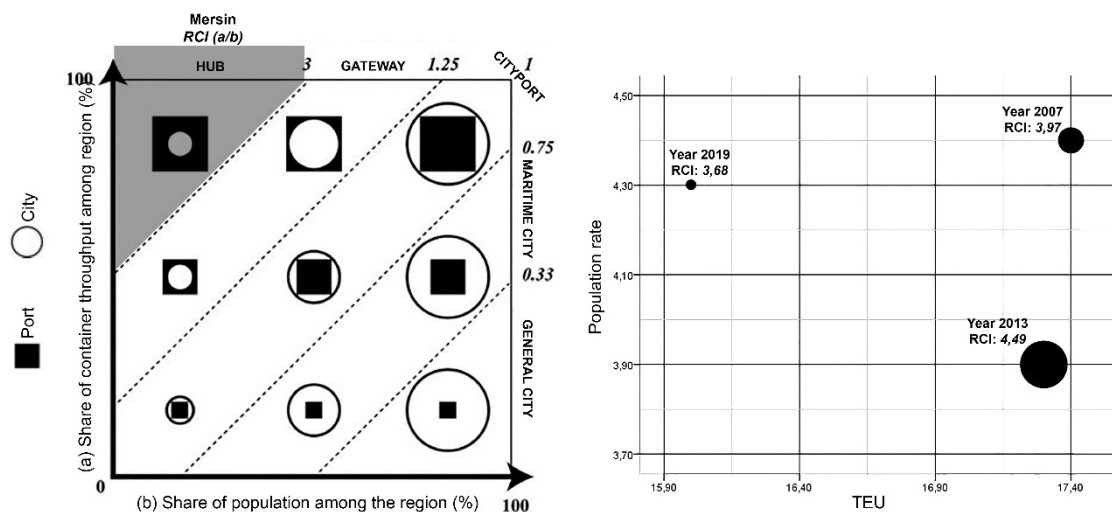 Mersin
RCI (a/b)
HUB
3
GATEWAY
1.25
1
CITYPORT
100
0.75
MARITIME CITY
0.33
GENERAL CITY
City
Port
(a) Share of container throughput among region (%)
0
(b) Share of population among the region (%)
100
4,50
4,30
4,10
3,90
3,70
Population rate
Year 2007
RCI: 3,97
Year 2019
RCI: 3,68
Year 2013
RCI: 4,49
15,90
16,40
16,90
17,40
TEU